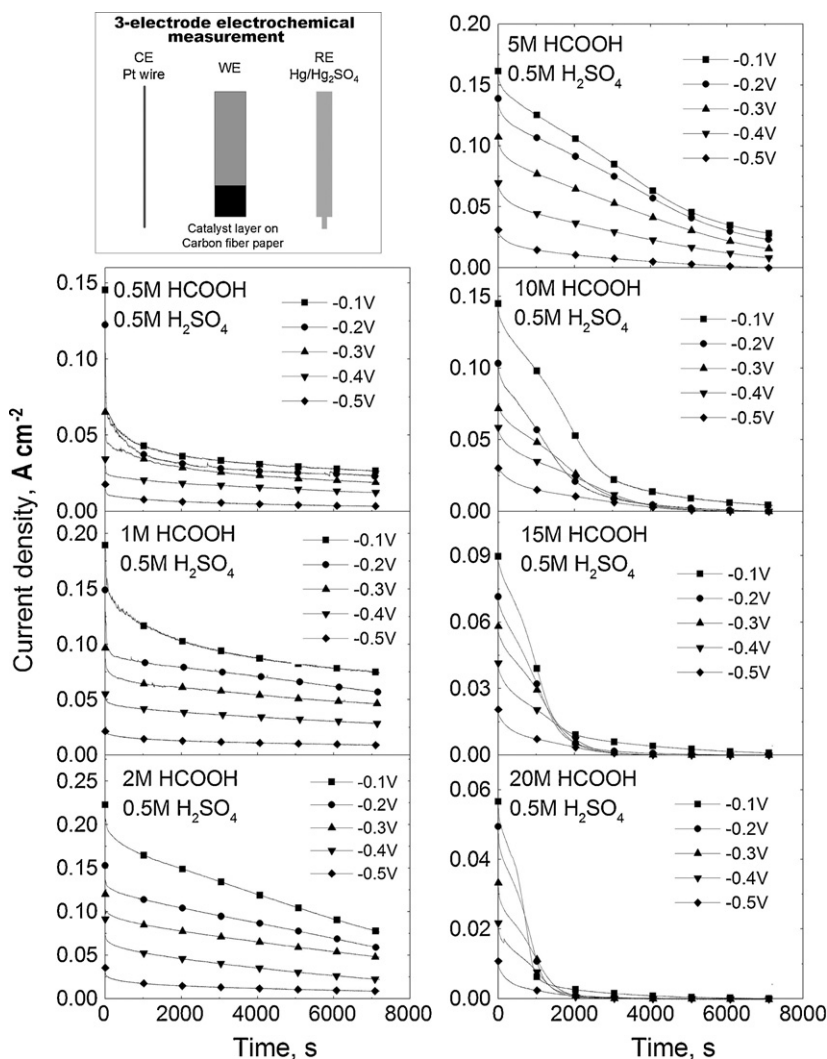 3-electrode electrochemical
measurement
CE
Pt wire
WE
RE
Hg/Hg₂SO₄
Catalyst layer on
Carbon fiber paper
Current density, A cm⁻²
0.5M HCOOH
0.5M H₂SO₄
-0.1V
-0.2V
-0.3V
-0.4V
-0.5V
0.15
0.10
0.05
0.00
1M HCOOH
0.5M H₂SO₄
-0.1V
-0.2V
-0.3V
-0.4V
-0.5V
0.20
0.15
0.10
0.05
0.00
2M HCOOH
0.5M H₂SO₄
-0.1V
-0.2V
-0.3V
-0.4V
-0.5V
0.25
0.20
0.15
0.10
0.05
0.00
0 2000 4000 6000 8000
Time, s
5M HCOOH
0.5M H₂SO₄
-0.1V
-0.2V
-0.3V
-0.4V
-0.5V
0.20
0.15
0.10
0.05
0.00
10M HCOOH
0.5M H₂SO₄
-0.1V
-0.2V
-0.3V
-0.4V
-0.5V
0.15
0.10
0.05
0.00
15M HCOOH
0.5M H₂SO₄
-0.1V
-0.2V
-0.3V
-0.4V
-0.5V
0.09
0.06
0.03
0.00
20M HCOOH
0.5M H₂SO₄
-0.1V
-0.2V
-0.3V
-0.4V
-0.5V
0.06
0.04
0.02
0.00
0 2000 4000 6000 8000
Time, s